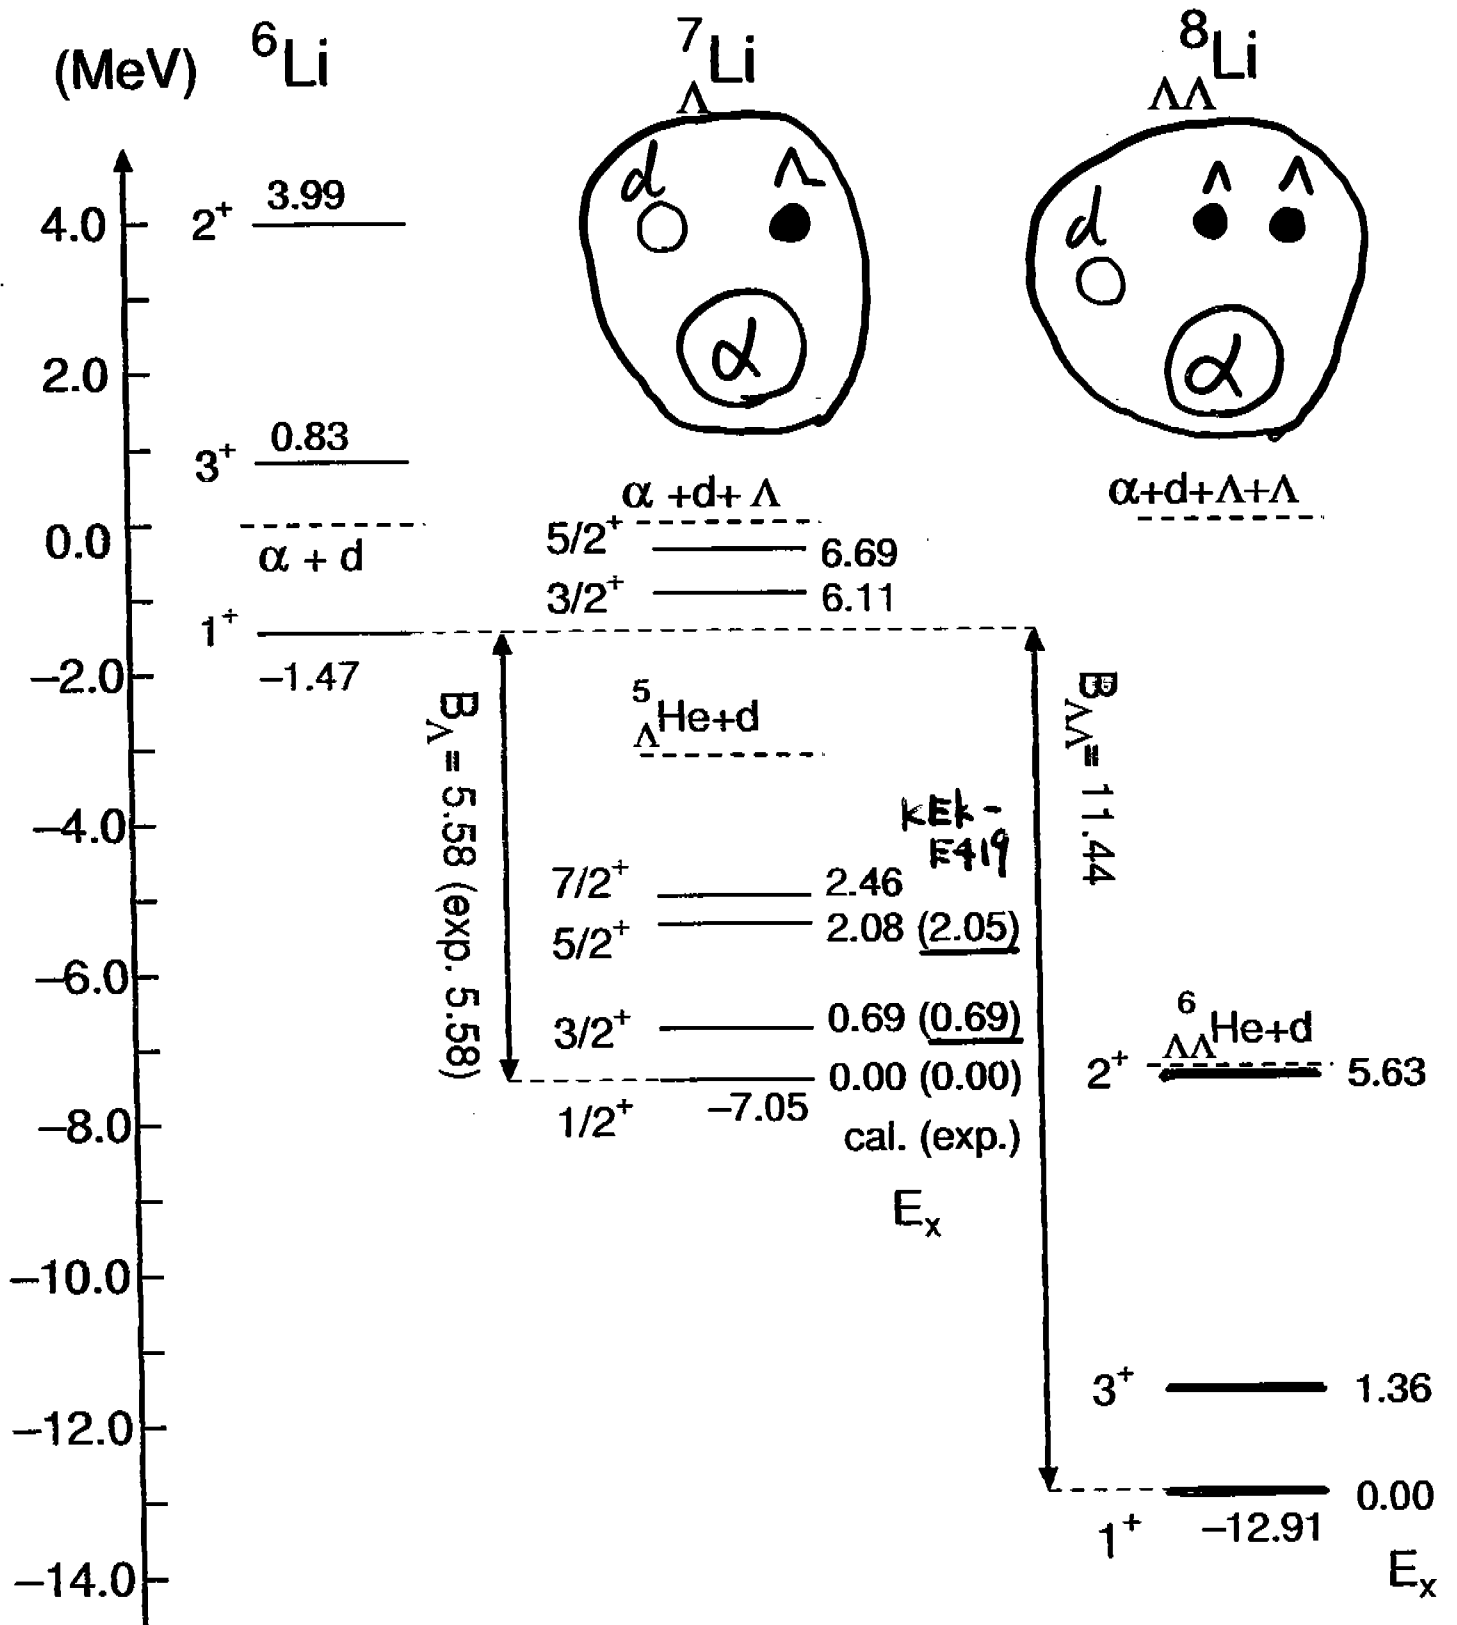 (MeV)
⁶Li
⁷ΛLi
⁸ΛΛLi
4.0
2.0
0.0
−2.0
−4.0
−6.0
−8.0
−10.0
−12.0
−14.0
2⁺ 3.99
3⁺ 0.83
α + d
1⁺
−1.47
d Λ
α
α +d+ Λ
5/2⁺ 6.69
3/2⁺ 6.11
BΛ = 5.58 (exp. 5.58)
⁵ΛHe+d
KEK-
E419
7/2⁺ 2.46
5/2⁺ 2.08 (2.05)
3/2⁺ 0.69 (0.69)
0.00 (0.00)
1/2⁺ −7.05
cal. (exp.)
Ex
d Λ Λ
α
α+d+Λ+Λ
BΛΛ= 11.44
⁶ΛΛHe+d
2⁺ 5.63
3⁺ 1.36
0.00
1⁺ −12.91
Ex